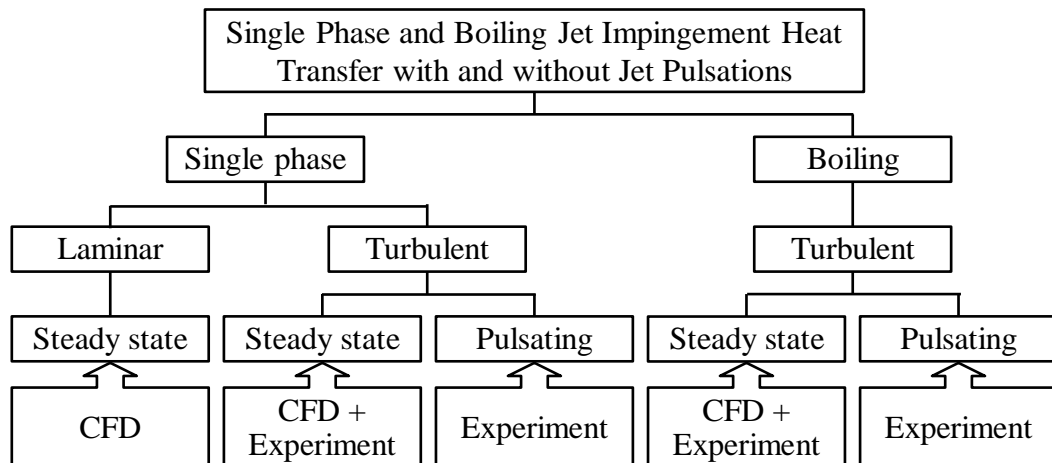 Single Phase and Boiling Jet Impingement Heat
Transfer with and without Jet Pulsations
Single phase
Boiling
Laminar
Turbulent
Turbulent
Steady state
Steady state
Pulsating
Steady state
Pulsating
CFD
CFD +
Experiment
Experiment
CFD +
Experiment
Experiment